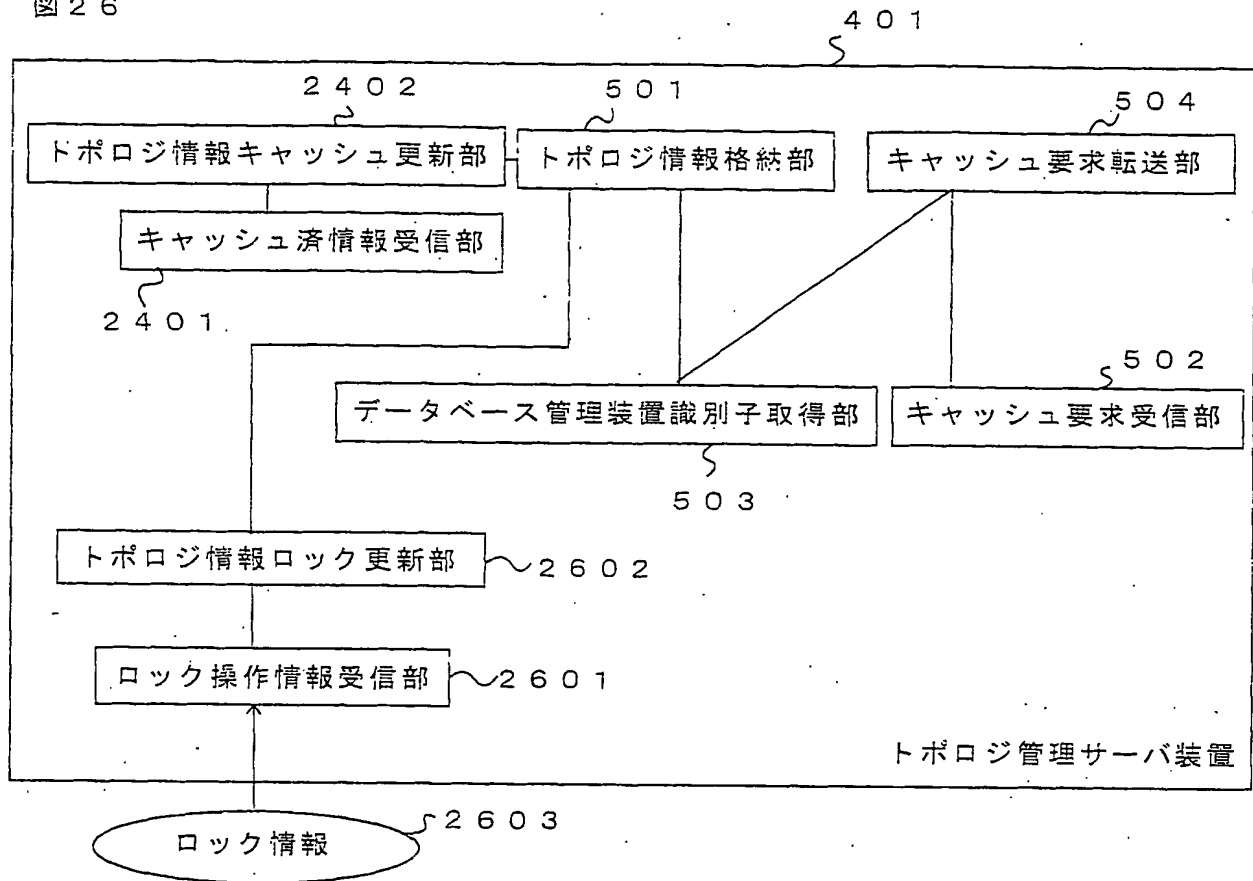 図26
401
2402
501
504
トポロジ情報キャッシュ更新部
トポロジ情報格納部
キャッシュ要求転送部
キャッシュ済情報受信部
2401
502
データベース管理装置識別子取得部
キャッシュ要求受信部
503
トポロジ情報ロック更新部
2602
ロック操作情報受信部
2601
トポロジ管理サーバ装置
2603
ロック情報